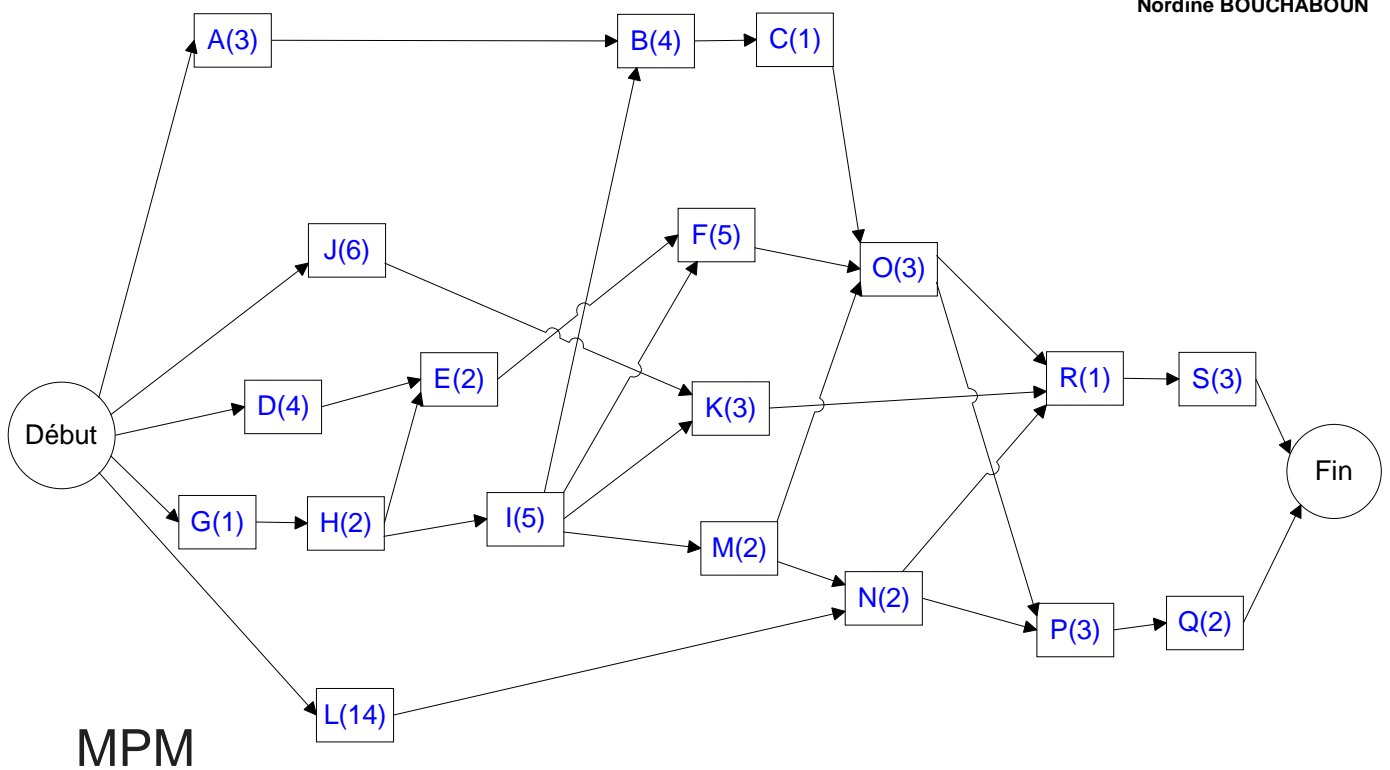 Nordine BOUCHABOUN
A(3)
B(4)
C(1)
J(6)
F(5)
O(3)
E(2)
D(4)
K(3)
R(1)
S(3)
Début
Fin
G(1)
H(2)
I(5)
M(2)
N(2)
P(3)
Q(2)
L(14)
MPM